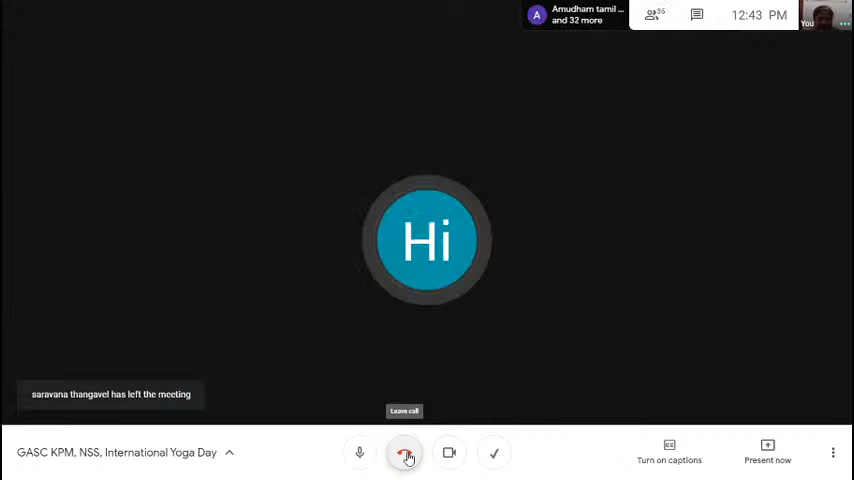 A
Amudham tamil ...
and 32 more
35
12:43 PM
You
Hi
saravana thangavel has left the meeting
Leave call
GASC KPM, NSS, International Yoga Day
Turn on captions
Present now